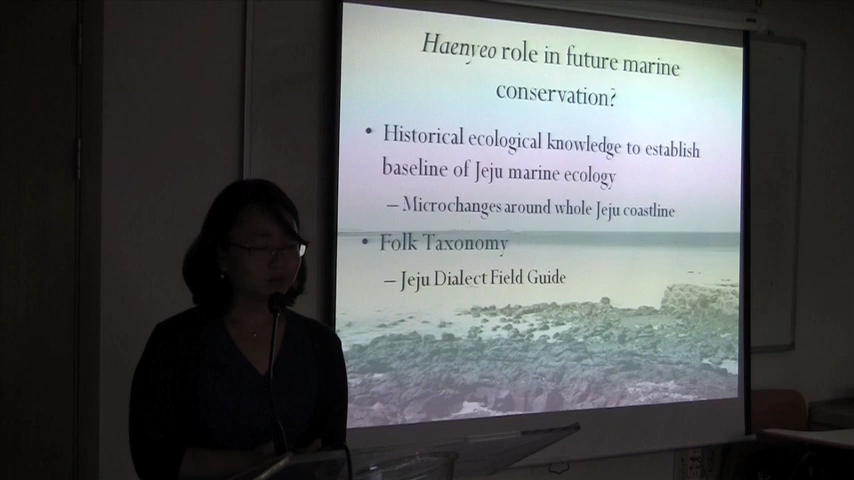 Haenyeo role in future marine
conservation?
• Historical ecological knowledge to establish
baseline of Jeju marine ecology
– Microchanges around whole Jeju coastline
• Folk Taxonomy
– Jeju Dialect Field Guide